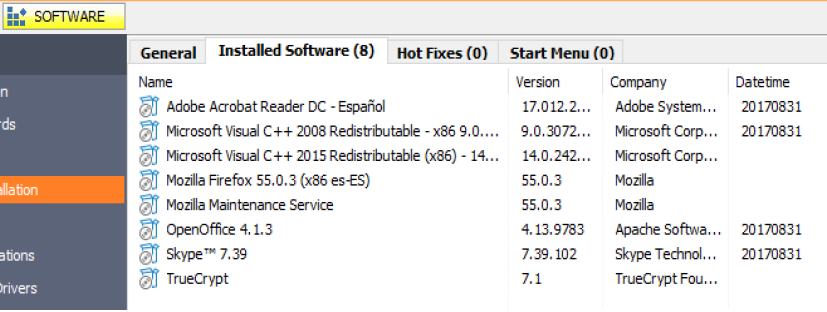 SOFTWARE
General Installed Software (8) Hot Fixes (0) Start Menu (0)
Name Version Company Datetime
Adobe Acrobat Reader DC - Español 17.012.2... Adobe System... 20170831
Microsoft Visual C++ 2008 Redistributable - x86 9.0.... 9.0.3072... Microsoft Corp... 20170831
Microsoft Visual C++ 2015 Redistributable (x86) - 14... 14.0.242... Microsoft Corp...
Mozilla Firefox 55.0.3 (x86 es-ES) 55.0.3 Mozilla
Mozilla Maintenance Service 55.0.3 Mozilla
OpenOffice 4.1.3 4.13.9783 Apache Softwa... 20170831
Skype™ 7.39 7.39.102 Skype Technol... 20170831
TrueCrypt 7.1 TrueCrypt Fou...
n
rds
allation
ations
Drivers